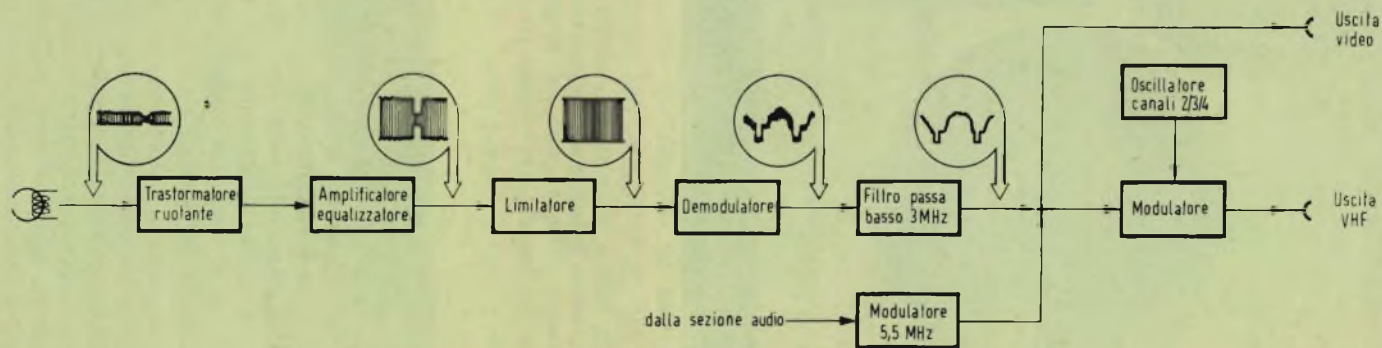 Uscita
video
Oscillatore
canali 2/3/4
Trasformatore
ruotante
Amplificatore
equalizzatore
Limitatore
Demodulatore
Filtro passa
basso 3MHz
Modulatore
Uscita
VHF
dalla sezione audio
Modulatore
5,5 MHz